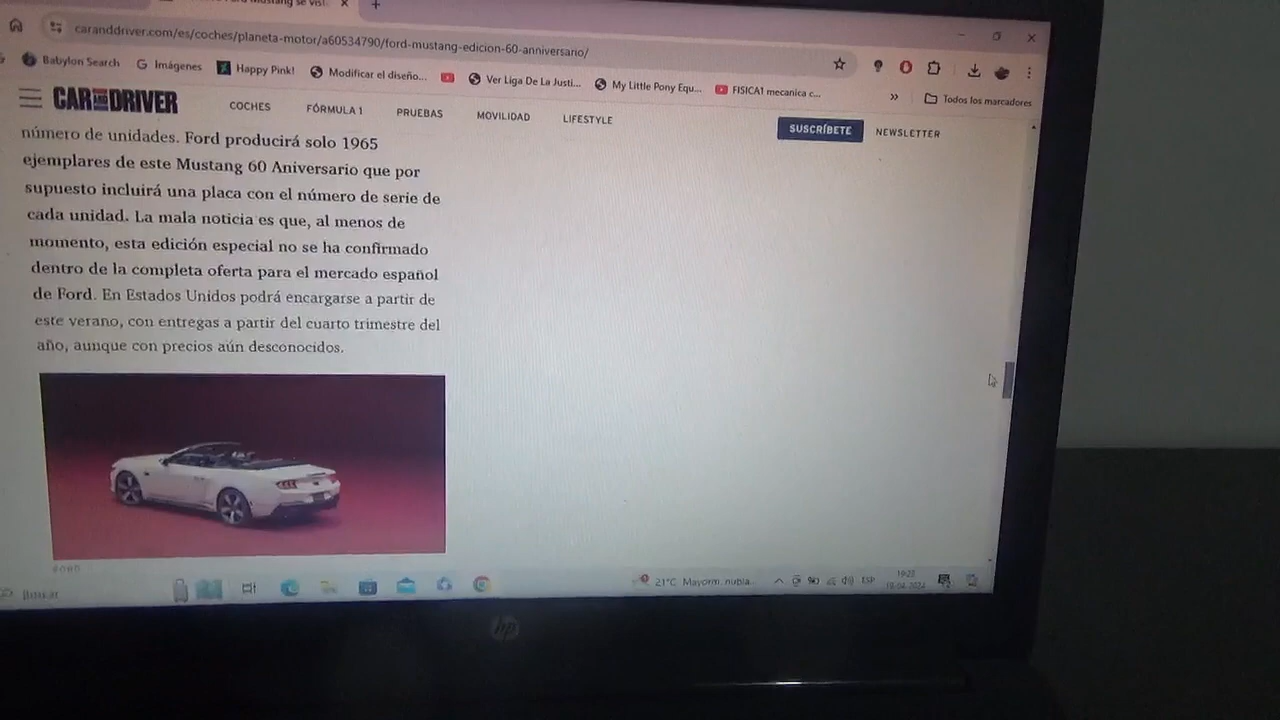 caranddriver.com/es/coches/planeta-motor/a60534790/ford-mustang-edicion-60-anniversario/
Babylon Search
G Imágenes
Happy Pink!
Modificar el diseño...
Ver Liga De La Justi...
My Little Pony Equ...
FISICA1 mecanica c...
»
Todos los marcadores
CAR AND DRIVER
COCHES
FÓRMULA 1
PRUEBAS
MOVILIDAD
LIFESTYLE
SUSCRÍBETE
NEWSLETTER
número de unidades. Ford producirá solo 1965
ejemplares de este Mustang 60 Aniversario que por
supuesto incluirá una placa con el número de serie de
cada unidad. La mala noticia es que, al menos de
momento, esta edición especial no se ha confirmado
dentro de la completa oferta para el mercado español
de Ford. En Estados Unidos podrá encargarse a partir de
este verano, con entregas a partir del cuarto trimestre del
año, aunque con precios aún desconocidos.
21°C Mayorm. nubla...
ESP
hp